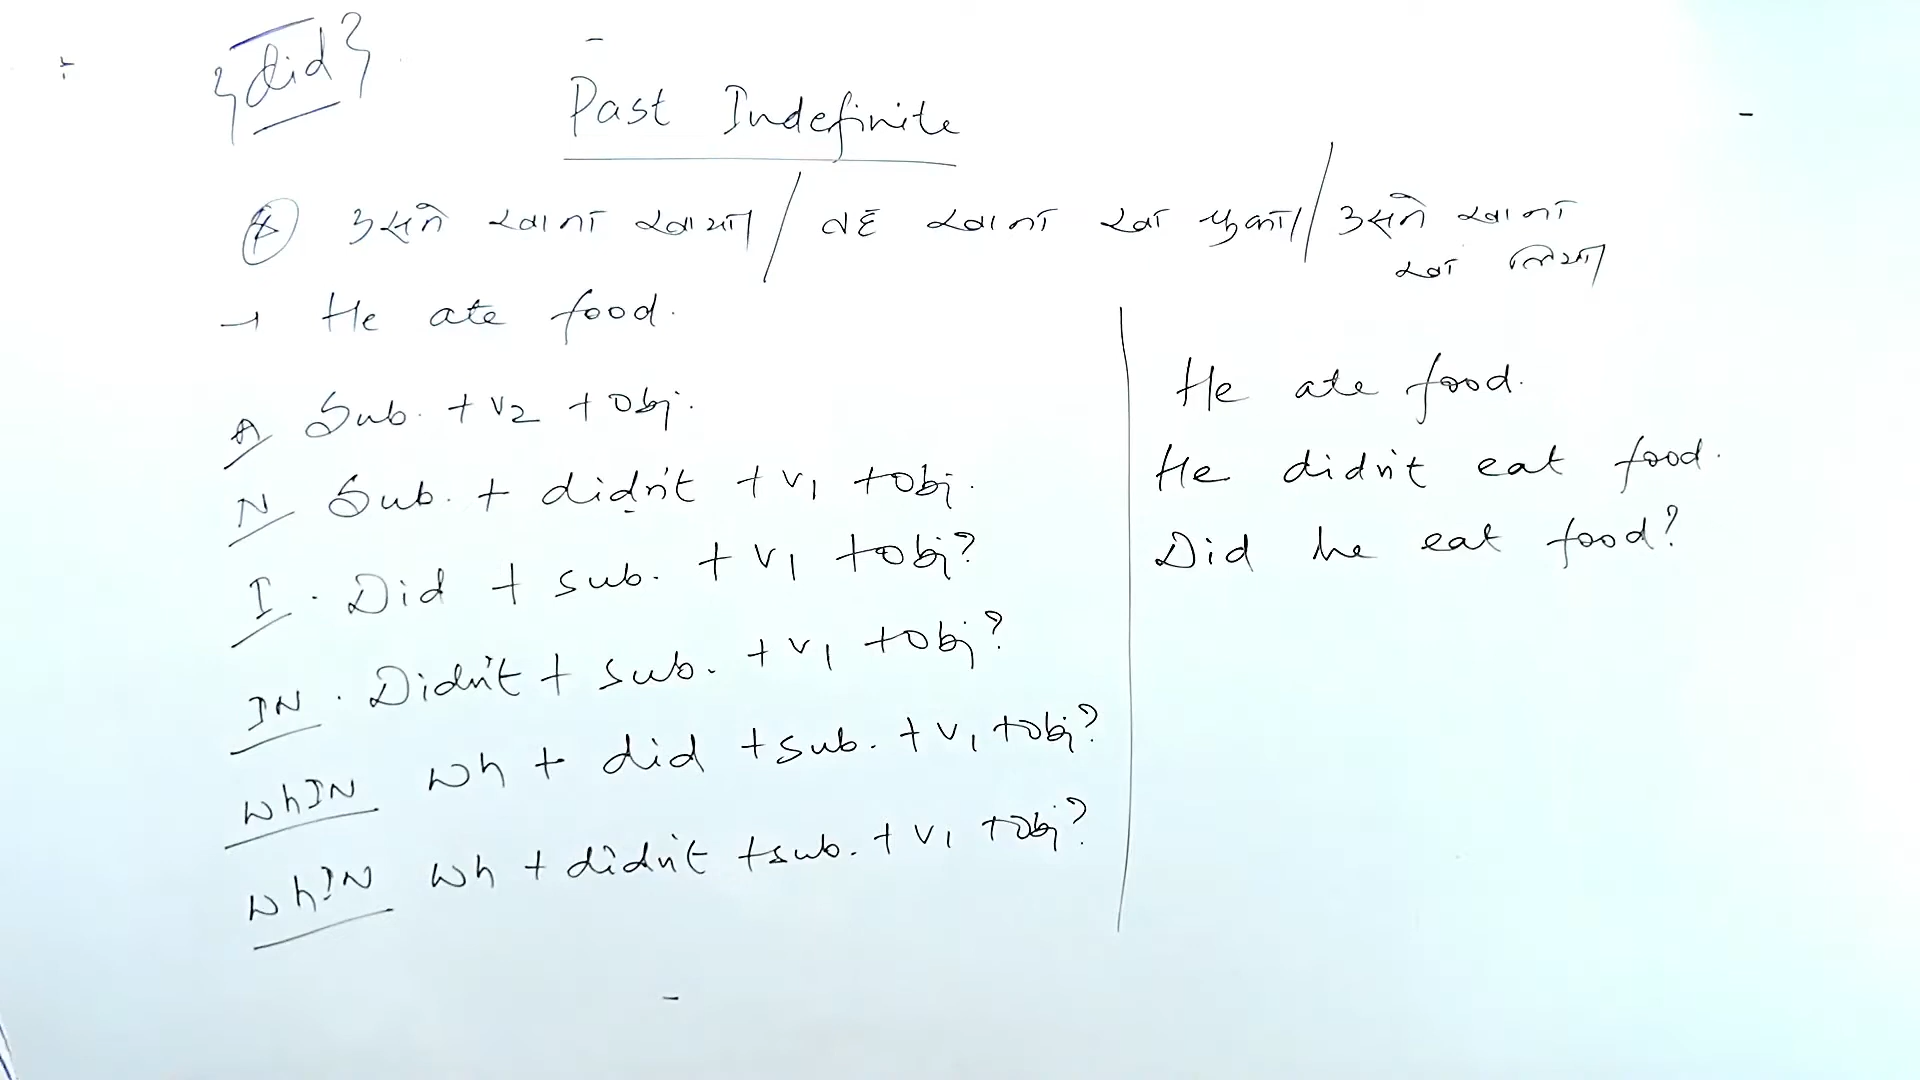 {did}
Past Indefinite
उसने खाना खाया / वह खाना खा चुका / उसने खाना
खा लिया
→ He ate food.
A Sub. + V2 + Obj.
N Sub. + didn't + V1 + Obj.
I. Did + sub. + V1 + Obj?
IN. Didn't + sub. + V1 + Obj?
WhIN Wh + did + sub. + V1 + Obj?
WhIN Wh + didn't + sub. + V1 + Obj?
He ate food.
He didn't eat food.
Did he eat food?